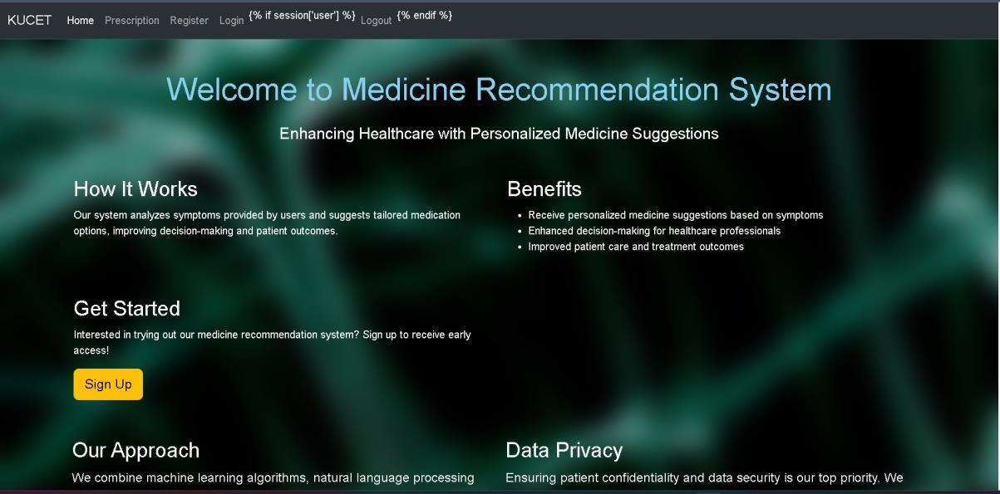 KUCET Home Prescription Register Login {% if session['user'] %} Logout {% endif %}
Welcome to Medicine Recommendation System
Enhancing Healthcare with Personalized Medicine Suggestions
How It Works
Our system analyzes symptoms provided by users and suggests tailored medication
options, improving decision-making and patient outcomes.
Benefits
• Receive personalized medicine suggestions based on symptoms
• Enhanced decision-making for healthcare professionals
• Improved patient care and treatment outcomes
Get Started
Interested in trying out our medicine recommendation system? Sign up to receive early
access!
Sign Up
Our Approach
We combine machine learning algorithms, natural language processing
Data Privacy
Ensuring patient confidentiality and data security is our top priority. We